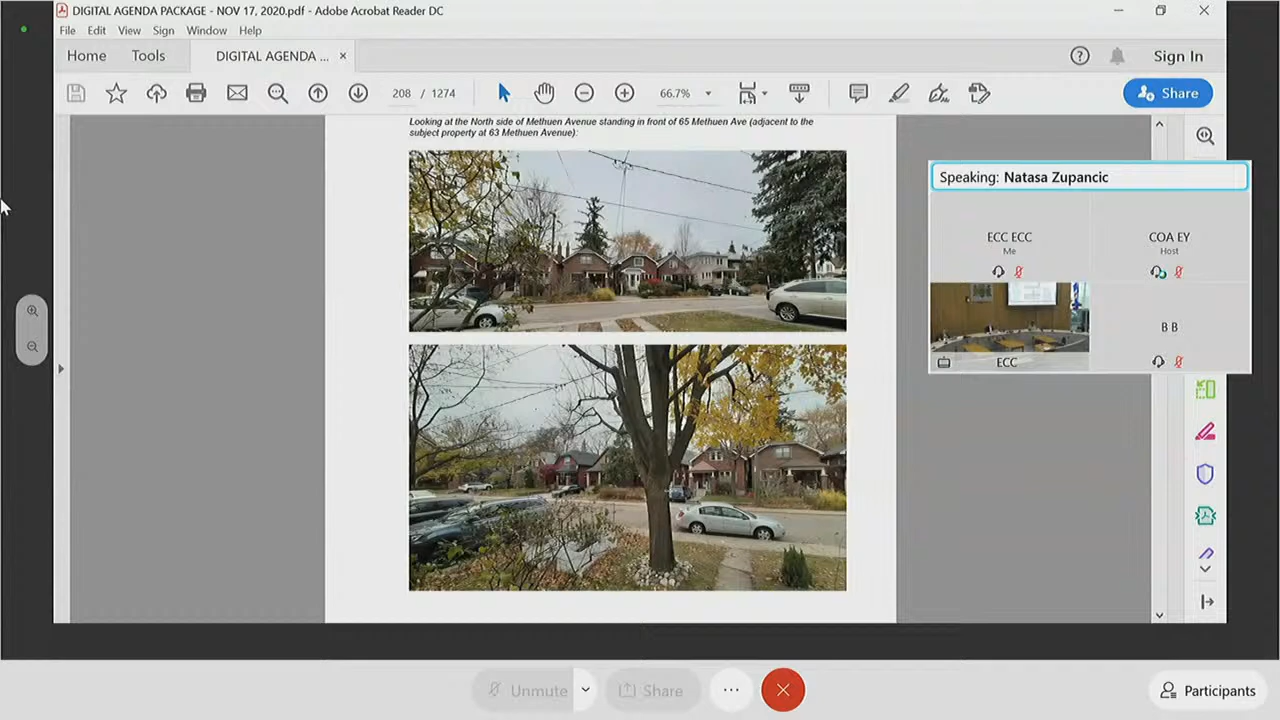 DIGITAL AGENDA PACKAGE - NOV 17, 2020.pdf - Adobe Acrobat Reader DC
File Edit View Sign Window Help
Home Tools DIGITAL AGENDA ... × Sign In
208 / 1274 66.7% Share
Looking at the North side of Methuen Avenue standing in front of 65 Methuen Ave (adjacent to the
subject property at 63 Methuen Avenue):
Speaking: Natasa Zupancic
ECC ECC COA EY
Me Host
B B
ECC
Unmute Share ... Participants